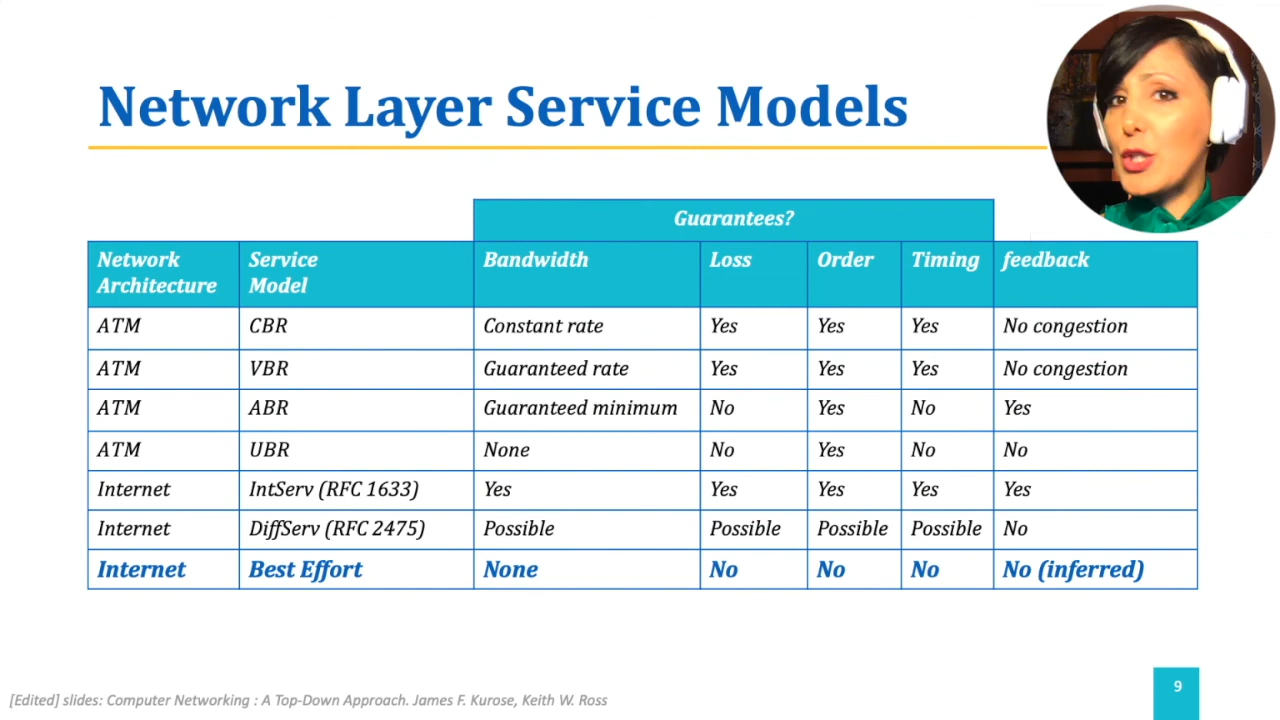 Network Layer Service Models
Guarantees?
Network Architecture Service Model Bandwidth Loss Order Timing feedback
ATM CBR Constant rate Yes Yes Yes No congestion
ATM VBR Guaranteed rate Yes Yes Yes No congestion
ATM ABR Guaranteed minimum No Yes No Yes
ATM UBR None No Yes No No
Internet IntServ (RFC 1633) Yes Yes Yes Yes Yes
Internet DiffServ (RFC 2475) Possible Possible Possible Possible No
Internet Best Effort None No No No No (inferred)
[Edited] slides: Computer Networking : A Top-Down Approach. James F. Kurose, Keith W. Ross
9